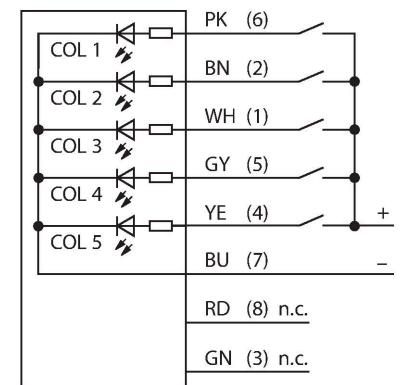 PK (6)
COL 1
BN (2)
COL 2
WH (1)
COL 3
GY (5)
COL 4
YE (4)
+
COL 5
BU (7)
–
RD (8) n.c.
GN (3) n.c.